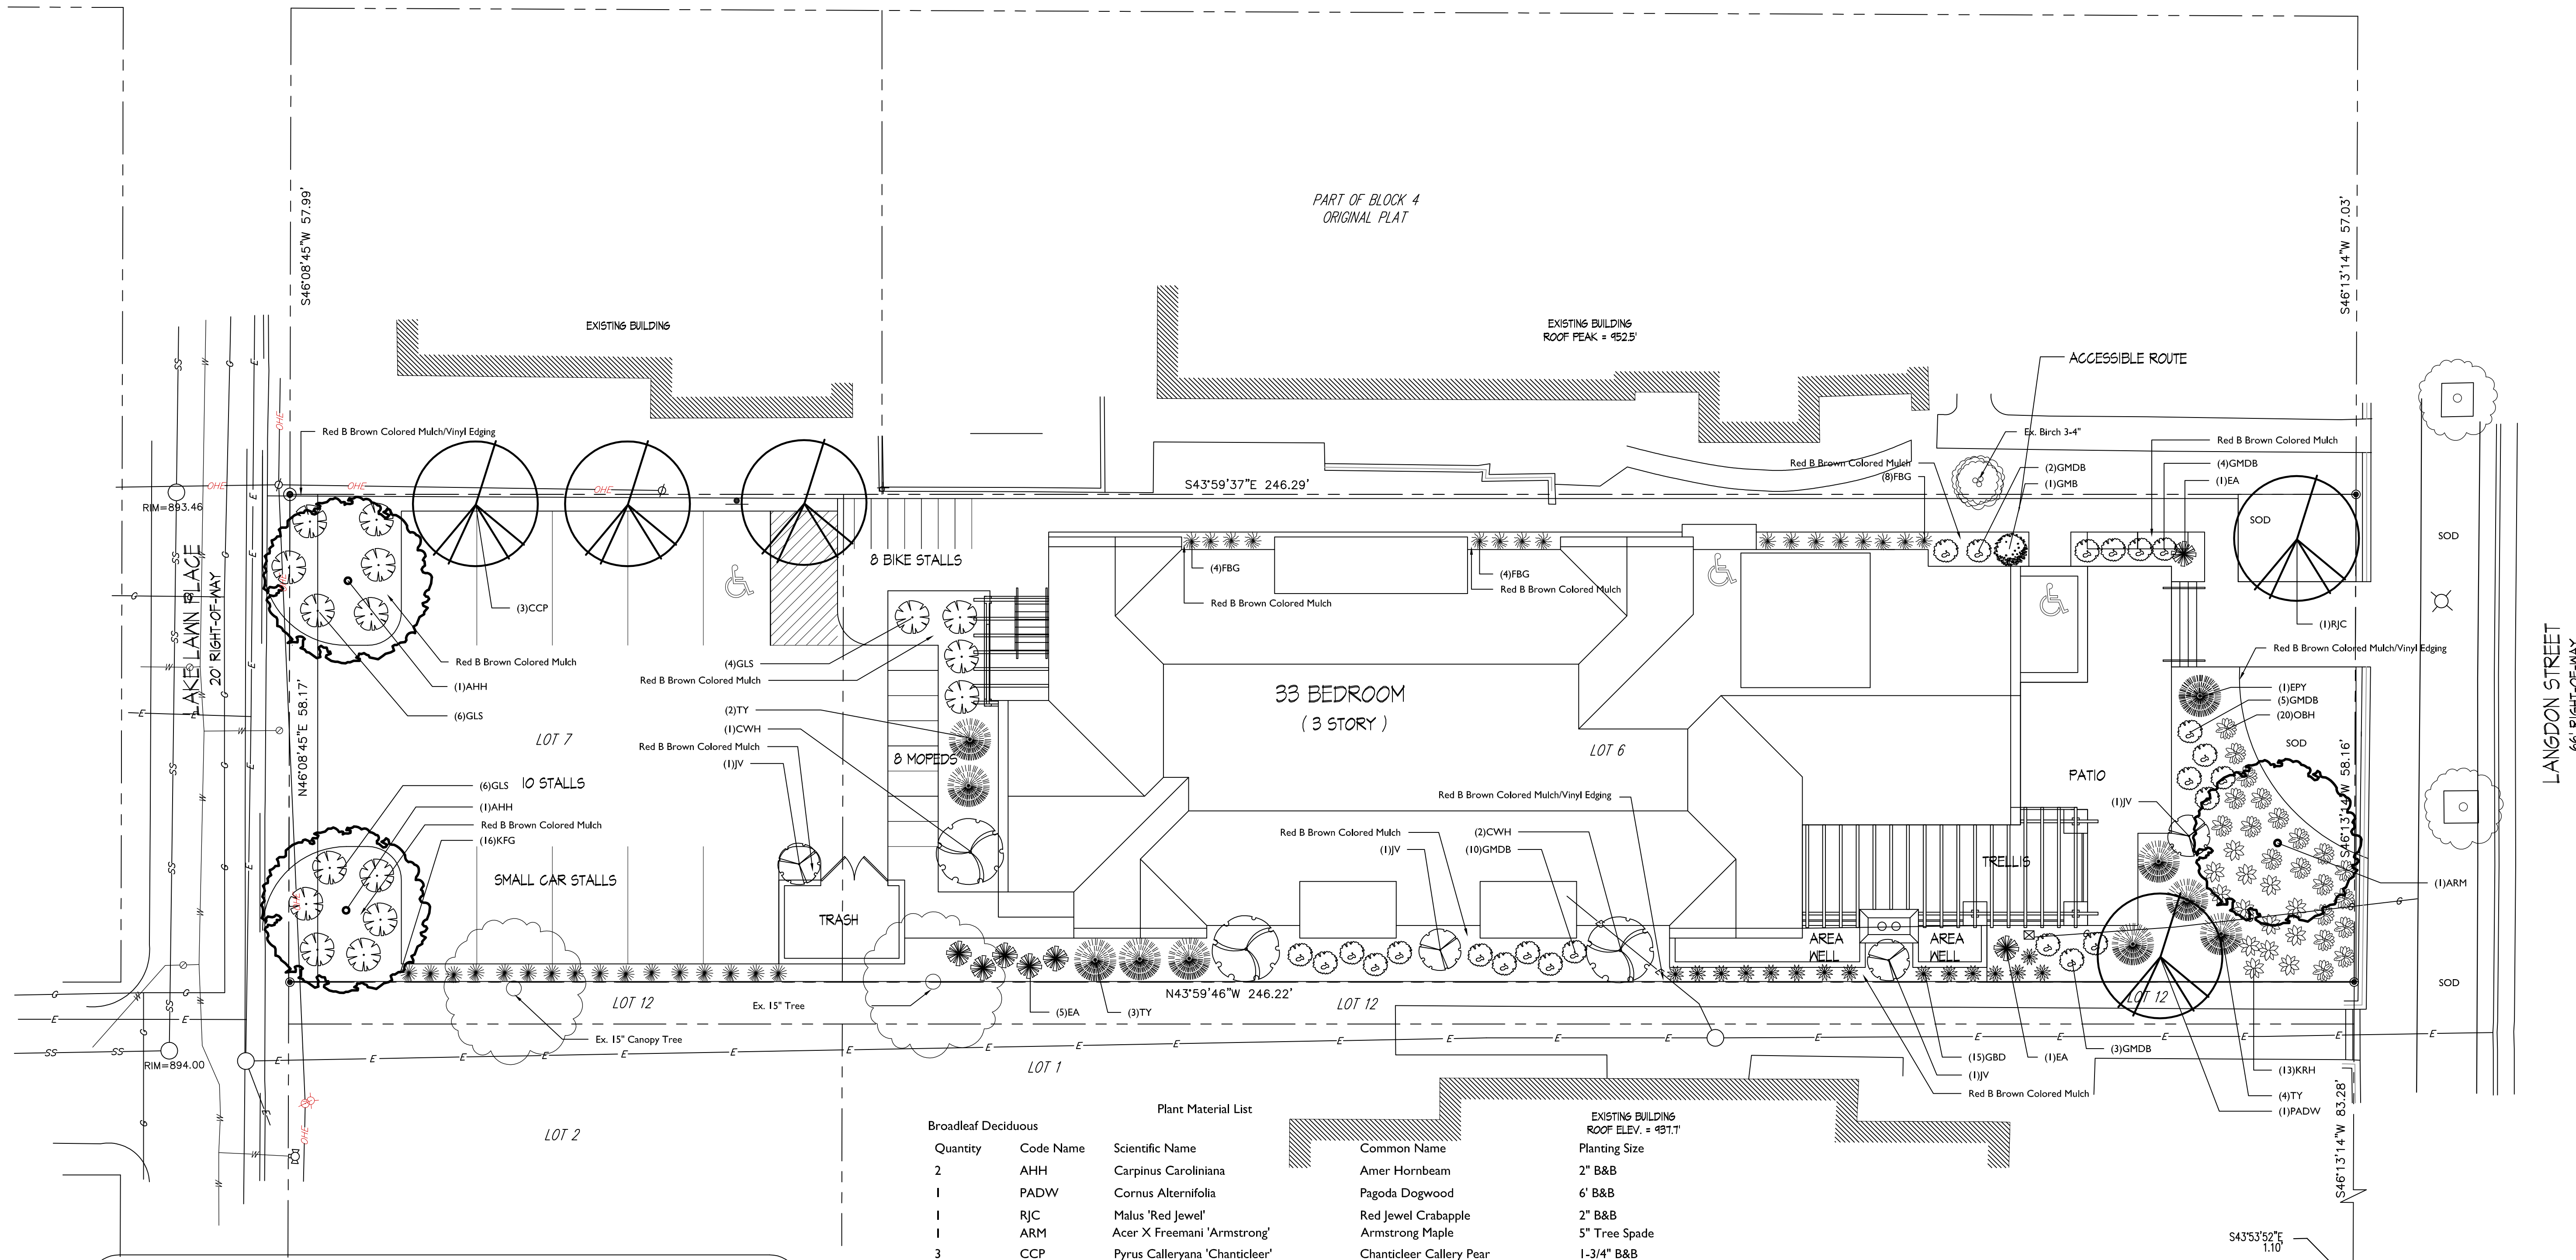 PART OF BLOCK 4
ORIGINAL PLAT
S46°08'45"W 57.99'
S46°13'14"W 57.03'
EXISTING BUILDING
EXISTING BUILDING
ROOF PEAK = 952.5'
ACCESSIBLE ROUTE
Red B Brown Colored Mulch/Vinyl Edging
Ex. Birch 3-4"
Red B Brown Colored Mulch
Red B Brown Colored Mulch
(8)FBG
(2)GMDB
(1)GMB
(4)GMDB
(1)EA
S43°59'37"E 246.29'
OHE
OHE
OHE
OHE
RIM=893.46
SOD
SOD
8 BIKE STALLS
(4)FBG
(4)FBG
Red B Brown Colored Mulch
Red B Brown Colored Mulch
(3)CCP
(1)RJC
LAKE LAWN PLACE
20' RIGHT-OF-WAY
Red B Brown Colored Mulch
(1)AHH
(6)GLS
(4)GLS
Red B Brown Colored Mulch
(2)TY
(1)CWH
Red B Brown Colored Mulch
(1)JV
N46°08'45"E 58.17'
LOT 7
33 BEDROOM
( 3 STORY )
LOT 6
8 MOPEDS
Red B Brown Colored Mulch/Vinyl Edging
(1)EPY
(5)GMDB
(20)OBH
SOD
LANGDON STREET
66' RIGHT-OF-WAY
S46°13'14"W 58.16'
PATIO
(1)JV
(6)GLS
10 STALLS
(1)AHH
Red B Brown Colored Mulch
(16)KFG
Red B Brown Colored Mulch/Vinyl Edging
Red B Brown Colored Mulch
(2)CWH
(1)JV
(10)GMDB
TRELLIS
SMALL CAR STALLS
(1)ARM
TRASH
AREA
WELL
AREA
WELL
N43°59'46"W 246.22'
LOT 12
Ex. 15" Tree
LOT 12
LOT 12
SOD
(5)EA
(3)TY
Ex. 15" Canopy Tree
(15)GBD
(1)EA
(3)GMDB
RIM=894.00
LOT 1
(1)JV
(13)KRH
Red B Brown Colored Mulch
(4)TY
(1)PADW
OHE
LOT 2
EXISTING BUILDING
ROOF ELEV. = 937.7'
S46°13'14"W 83.28'
S43°53'52"E
1.10'
Plant Material List
Broadleaf Deciduous
Quantity Code Name Scientific Name Common Name Planting Size
2 AHH Carpinus Caroliniana Amer Hornbeam 2" B&B
1 PADW Cornus Alternifolia Pagoda Dogwood 6' B&B
1 RJC Malus 'Red Jewel' Red Jewel Crabapple 2" B&B
1 ARM Acer X Freemani 'Armstrong' Armstrong Maple 5" Tree Spade
3 CCP Pyrus Calleryana 'Chanticleer' Chanticleer Callery Pear 1-3/4" B&B